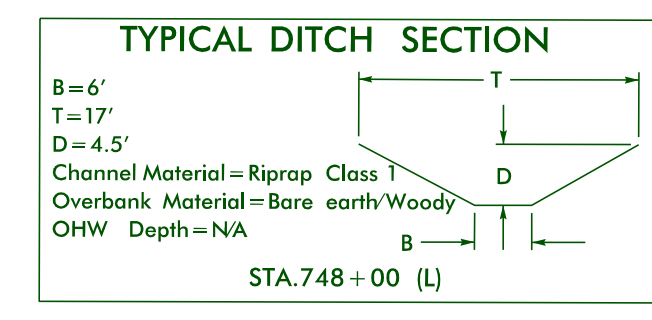 TYPICAL DITCH SECTION
B=6'
T=17'
D=4.5'
Channel Material=Riprap Class 1
Overbank Material=Bare earth/Woody
OHW Depth=N/A
T
D
B
STA.748+00 (L)